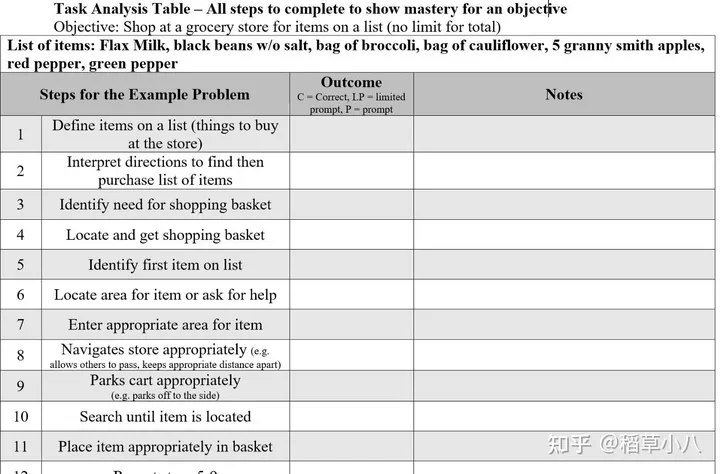 Task Analysis Table – All steps to complete to show mastery for an objective
Objective: Shop at a grocery store for items on a list (no limit for total)
List of items: Flax Milk, black beans w/o salt, bag of broccoli, bag of cauliflower, 5 granny smith apples,
red pepper, green pepper
Steps for the Example Problem
Outcome
C = Correct, LP = limited
prompt, P = prompt
Notes
1
Define items on a list (things to buy
at the store)
2
Interpret directions to find then
purchase list of items
3
Identify need for shopping basket
4
Locate and get shopping basket
5
Identify first item on list
6
Locate area for item or ask for help
7
Enter appropriate area for item
8
Navigates store appropriately (e.g.
allows others to pass, keeps appropriate distance apart)
9
Parks cart appropriately
(e.g. parks off to the side)
10
Search until item is located
11
Place item appropriately in basket
知乎 @稻草小八